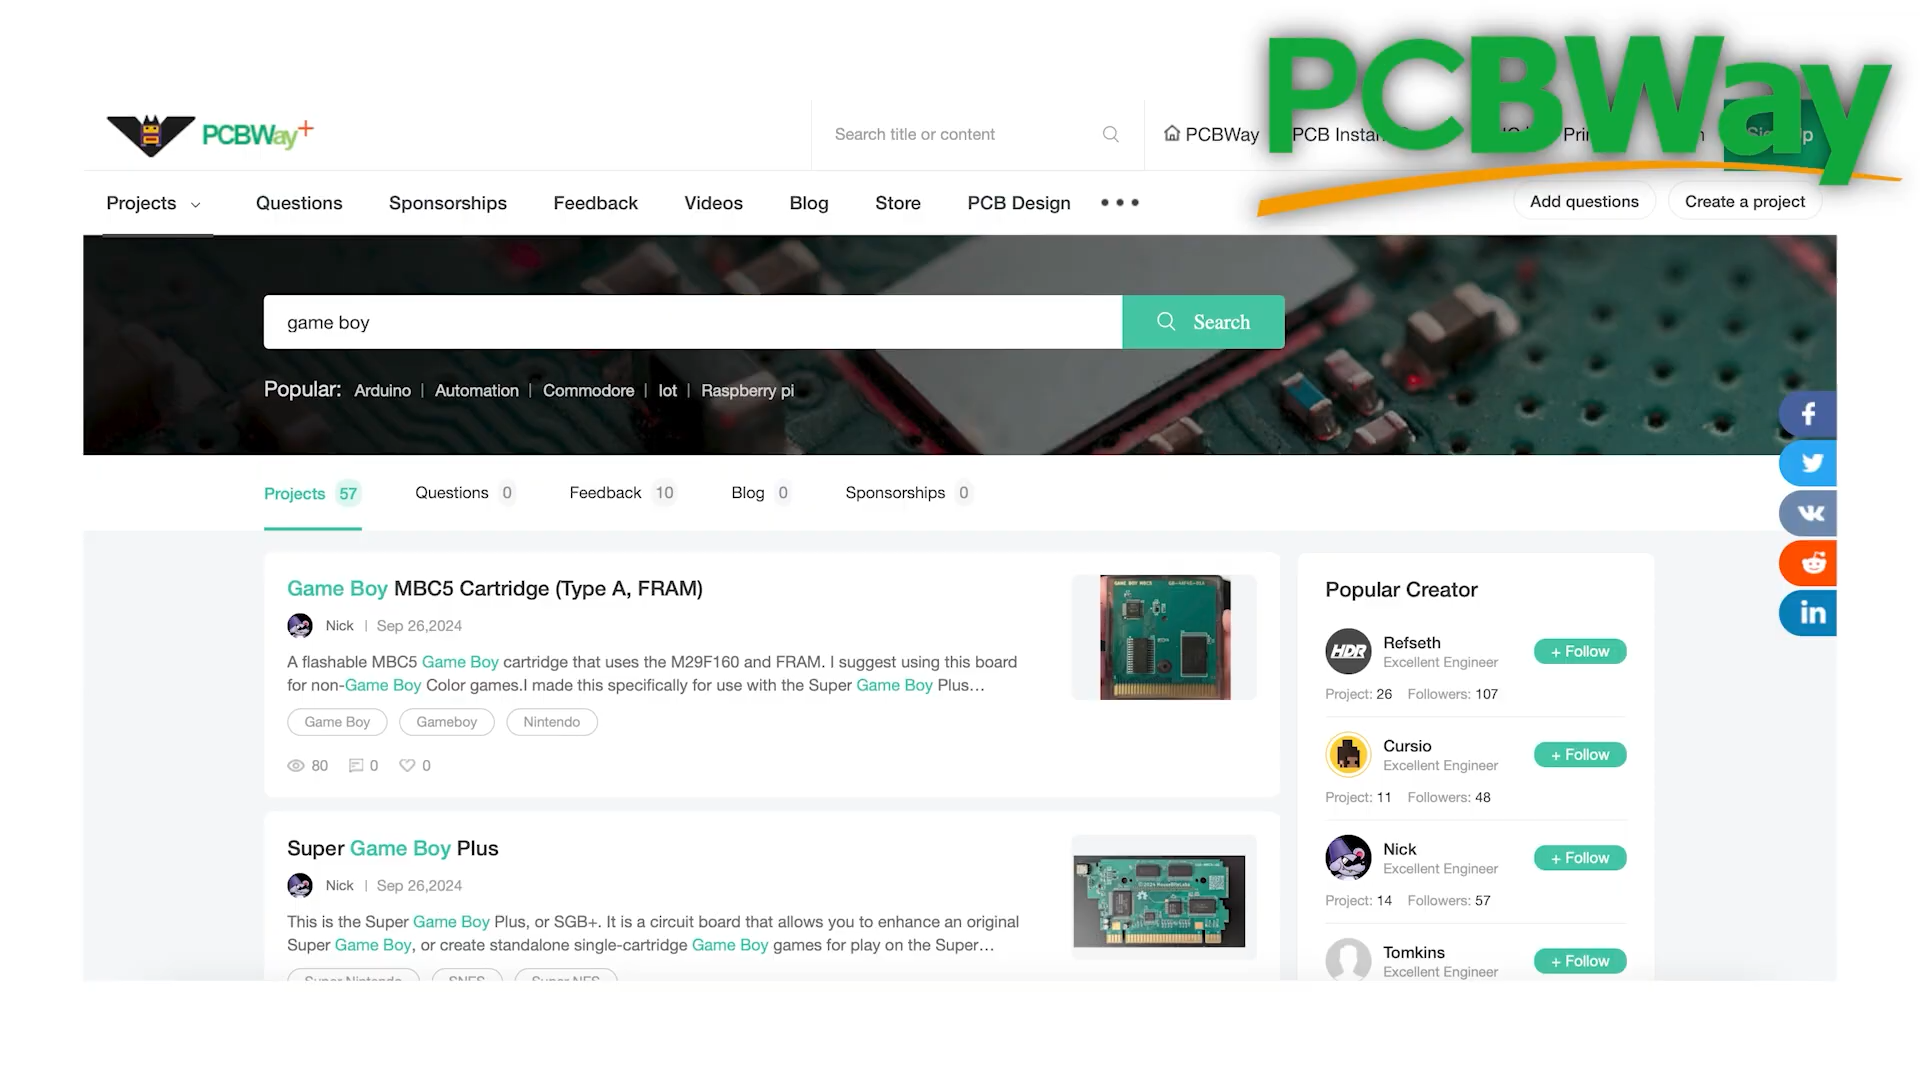 PCBWay
PCBWay+
Search title or content
PCBWay
PCB Instan
Projects
Questions
Sponsorships
Feedback
Videos
Blog
Store
PCB Design
Add questions
Create a project
game boy
Search
Popular: Arduino | Automation | Commodore | Iot | Raspberry pi
Projects 57
Questions 0
Feedback 10
Blog 0
Sponsorships 0
Game Boy MBC5 Cartridge (Type A, FRAM)
Nick | Sep 26,2024
A flashable MBC5 Game Boy cartridge that uses the M29F160 and FRAM. I suggest using this board
for non-Game Boy Color games.I made this specifically for use with the Super Game Boy Plus...
Game Boy
Gameboy
Nintendo
80
0
0
Super Game Boy Plus
Nick | Sep 26,2024
This is the Super Game Boy Plus, or SGB+. It is a circuit board that allows you to enhance an original
Super Game Boy, or create standalone single-cartridge Game Boy games for play on the Super...
Super Nintendo
SNES
Super NES
Popular Creator
HDR
Refseth
Excellent Engineer
+ Follow
Project: 26 Followers: 107
Cursio
Excellent Engineer
+ Follow
Project: 11 Followers: 48
Nick
Excellent Engineer
+ Follow
Project: 14 Followers: 57
Tomkins
Excellent Engineer
+ Follow